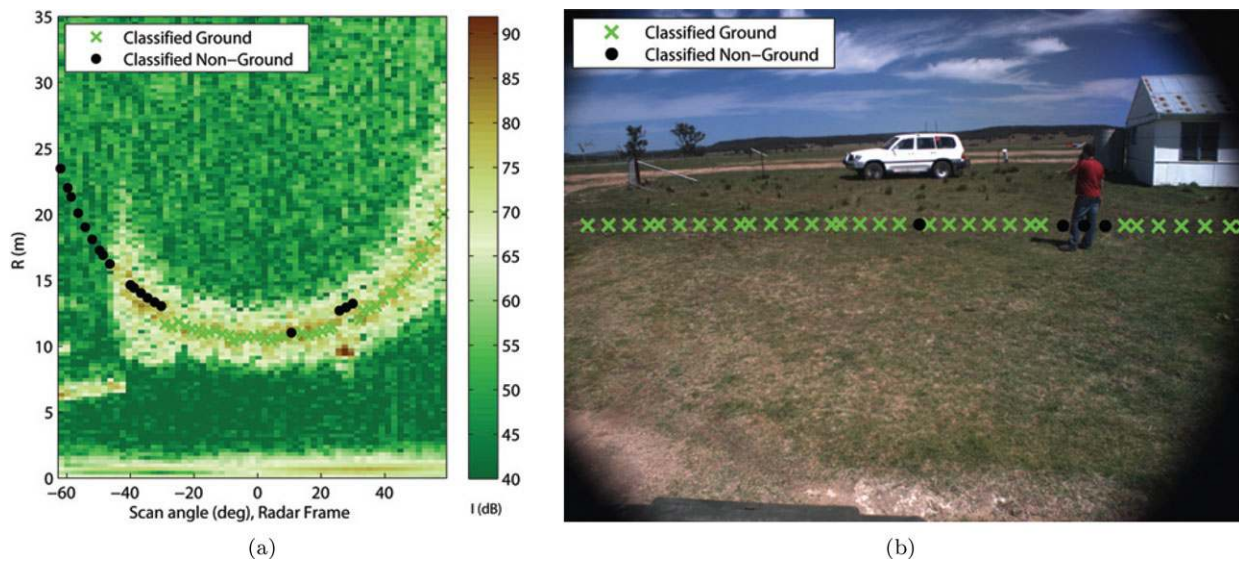 35
30
25
20
15
10
5
0
R (m)
× Classified Ground
● Classified Non−Ground
−60 −40 −20 0 20 40
Scan angle (deg), Radar Frame
90
85
80
75
70
65
60
55
50
45
40
I (dB)
(a)
× Classified Ground
● Classified Non−Ground
(b)